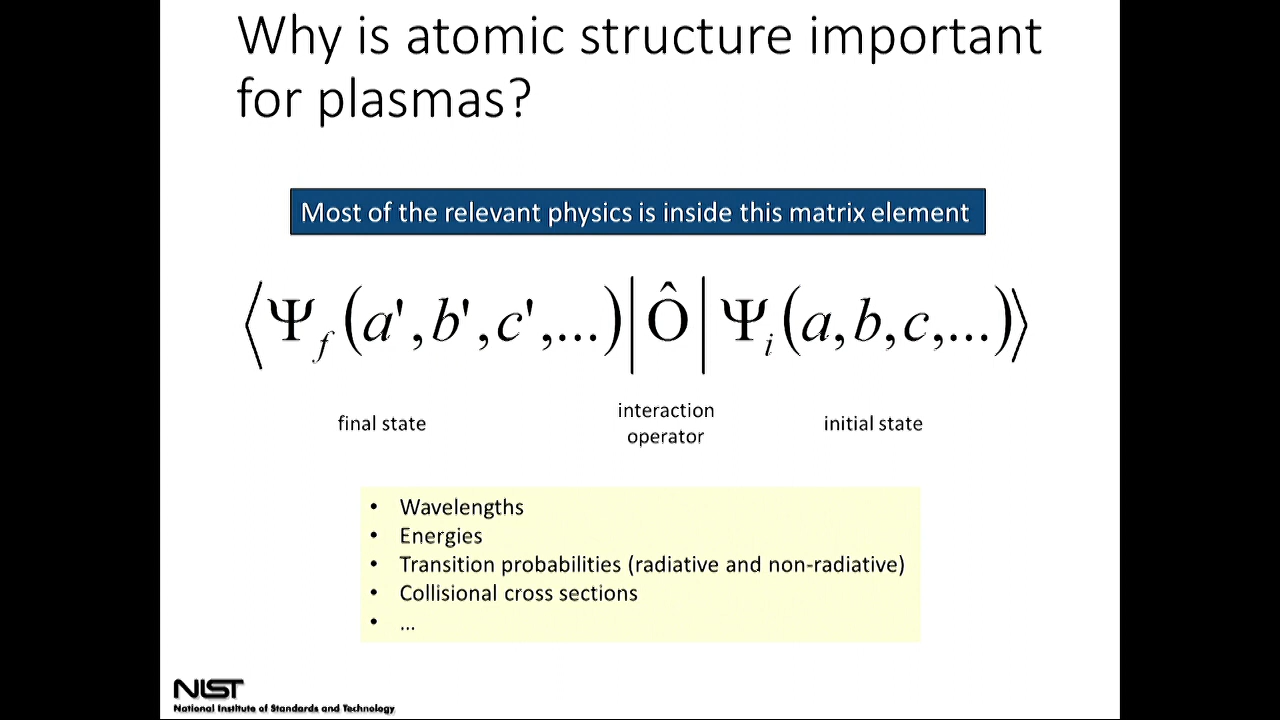 Why is atomic structure important
for plasmas?
Most of the relevant physics is inside this matrix element
⟨Ψf(a',b',c',...)|Ô|Ψi(a,b,c,...)⟩
final state
interaction
operator
initial state
• Wavelengths
• Energies
• Transition probabilities (radiative and non-radiative)
• Collisional cross sections
• ...
NIST
National Institute of Standards and Technology